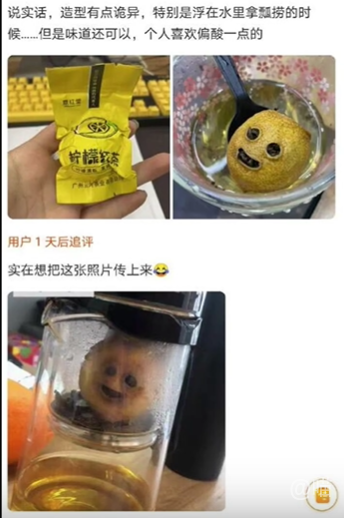 说实话，造型有点诡异，特别是浮在水里拿瓢捞的时
候......但是味道还可以，个人喜欢偏酸一点的
柠檬红茶
用户 1 天后追评
实在想把这张照片传上来😂